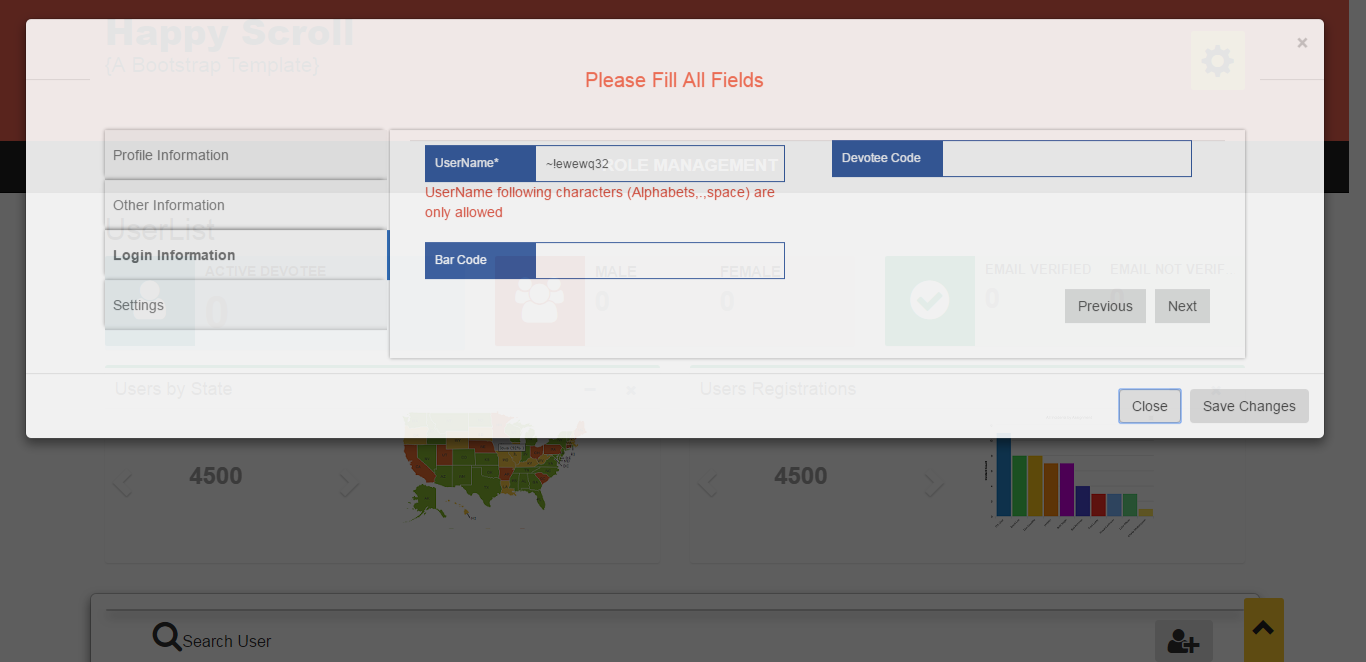 Happy Scroll
{A Bootstrap Template}
×
Please Fill All Fields
Profile Information
Other Information
Login Information
Settings
UserName*
~!ewewq32
ROLE MANAGEMENT
Devotee Code
UserName following characters (Alphabets,.,space) are
only allowed
UserList
Bar Code
ACTIVE DEVOTEE
0
MALE
0
FEMALE
0
EMAIL VERIFIED
0
EMAIL NOT VERIF
0
Previous
Next
Users by State
Users Registrations
Close
Save Changes
4500
4500
Search User